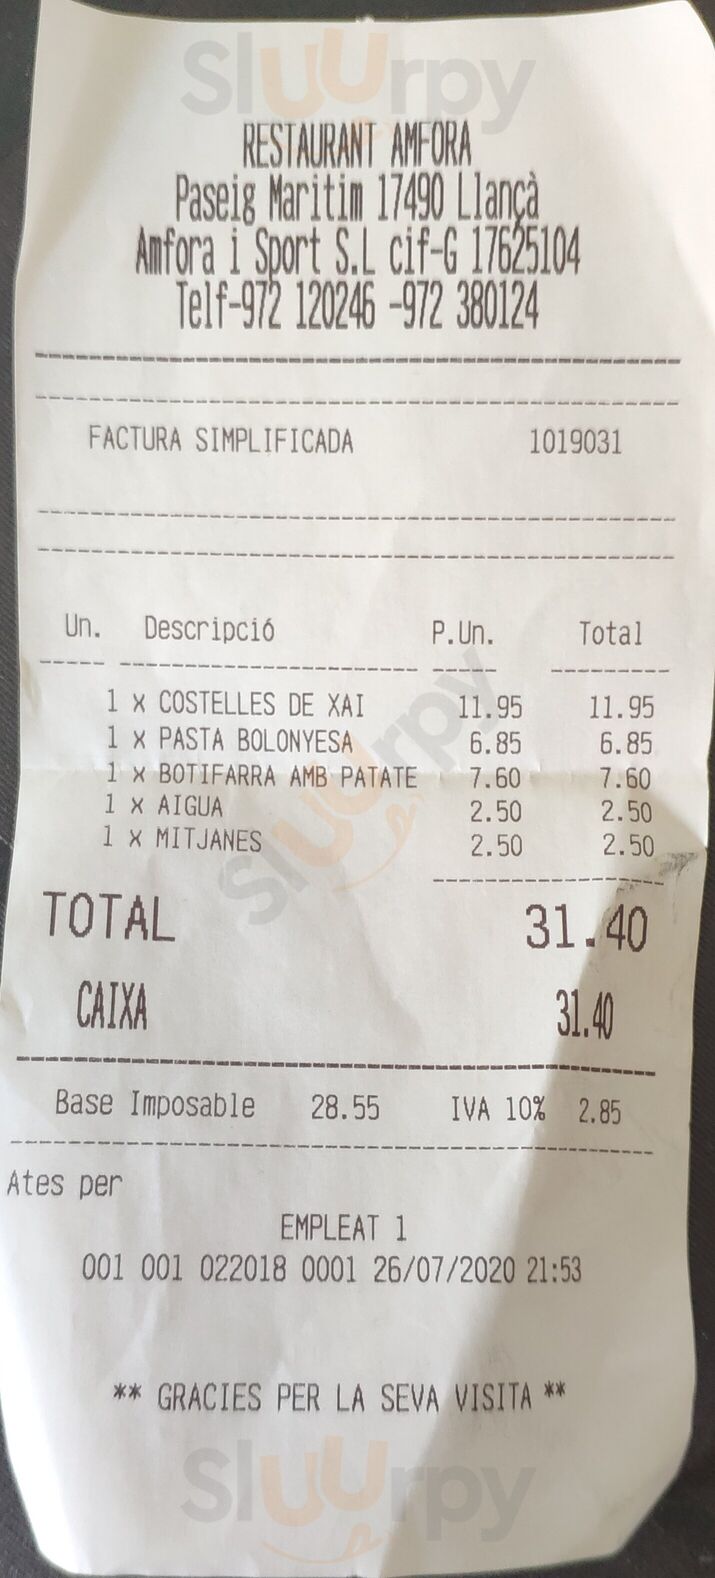 Sluurpy
RESTAURANT AMFORA
Paseig Maritim 17490 Llançà
Amfora i Sport S.L cif-G 17625104
Telf-972 120246 -972 380124
FACTURA SIMPLIFICADA 1019031
Un. Descripció P.Un. Total
1 x COSTELLES DE XAI 11.95 11.95
1 x PASTA BOLONYESA 6.85 6.85
1 x BOTIFARRA AMB PATATE 7.60 7.60
1 x AIGUA 2.50 2.50
1 x MITJANES 2.50 2.50
Sluurpy
TOTAL 31.40
CAIXA 31.40
Base Imposable 28.55 IVA 10% 2.85
Ates per
EMPLEAT 1
001 001 022018 0001 26/07/2020 21:53
** GRACIES PER LA SEVA VISITA **
Sluurpy